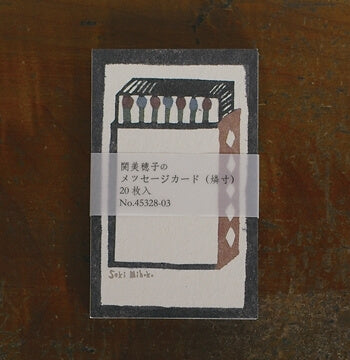 関美穂子の
メッセージカード（燐寸）
20枚入
No.45328-03
Seki Mihoko.